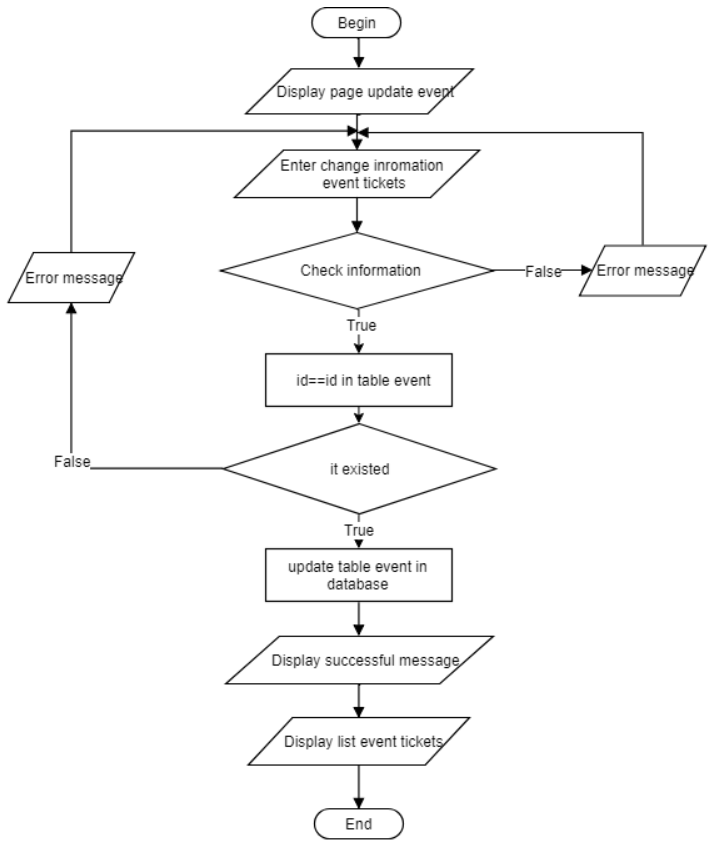 Begin
Display page update event
Enter change inromation
event tickets
Check information
False
Error message
Error message
True
id==id in table event
it existed
False
True
update table event in
database
Display successful message
Display list event tickets
End